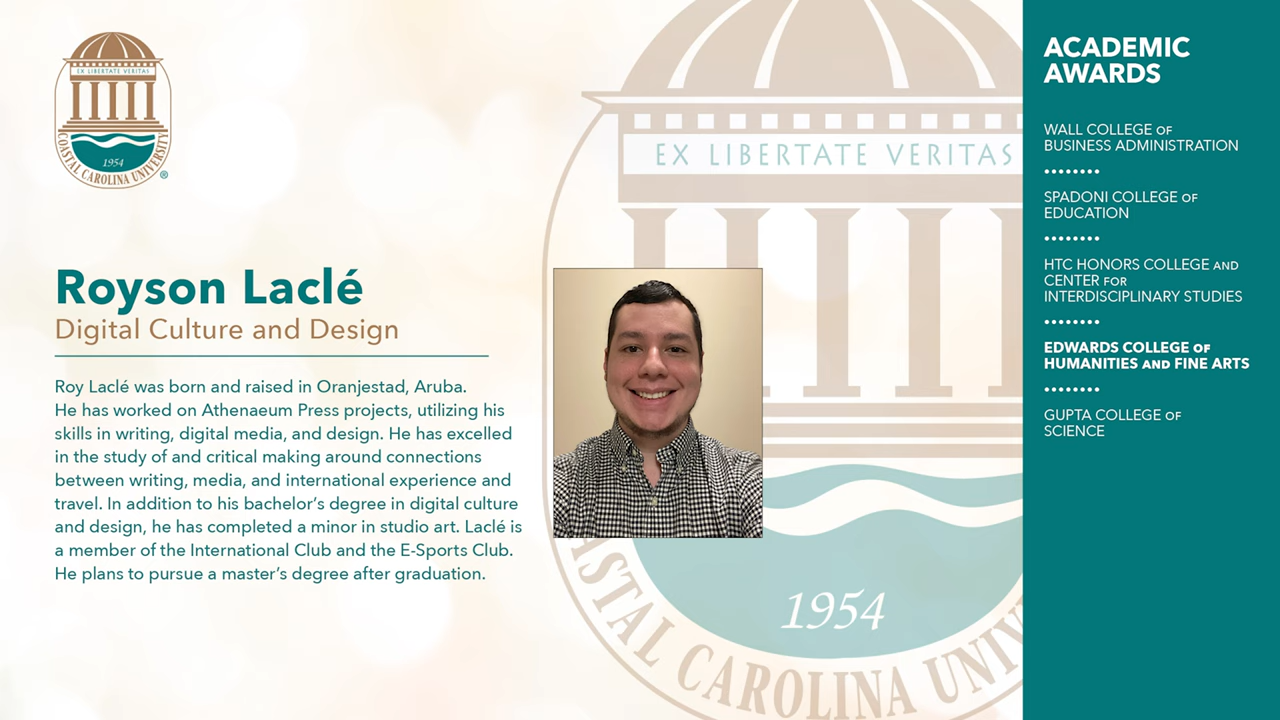 EX LIBERTATE VERITAS
1954
COASTAL CAROLINA UNIVERSITY®
Royson Laclé
Digital Culture and Design
Roy Laclé was born and raised in Oranjestad, Aruba.
He has worked on Athenaeum Press projects, utilizing his
skills in writing, digital media, and design. He has excelled
in the study of and critical making around connections
between writing, media, and international experience and
travel. In addition to his bachelor’s degree in digital culture
and design, he has completed a minor in studio art. Laclé is
a member of the International Club and the E-Sports Club.
He plans to pursue a master’s degree after graduation.
EX LIBERTATE VERITAS
1954
ASTAL CAROLINA UNIV
ACADEMIC
AWARDS
WALL COLLEGE OF
BUSINESS ADMINISTRATION
SPADONI COLLEGE OF
EDUCATION
HTC HONORS COLLEGE AND
CENTER FOR
INTERDISCIPLINARY STUDIES
EDWARDS COLLEGE OF
HUMANITIES AND FINE ARTS
GUPTA COLLEGE OF
SCIENCE